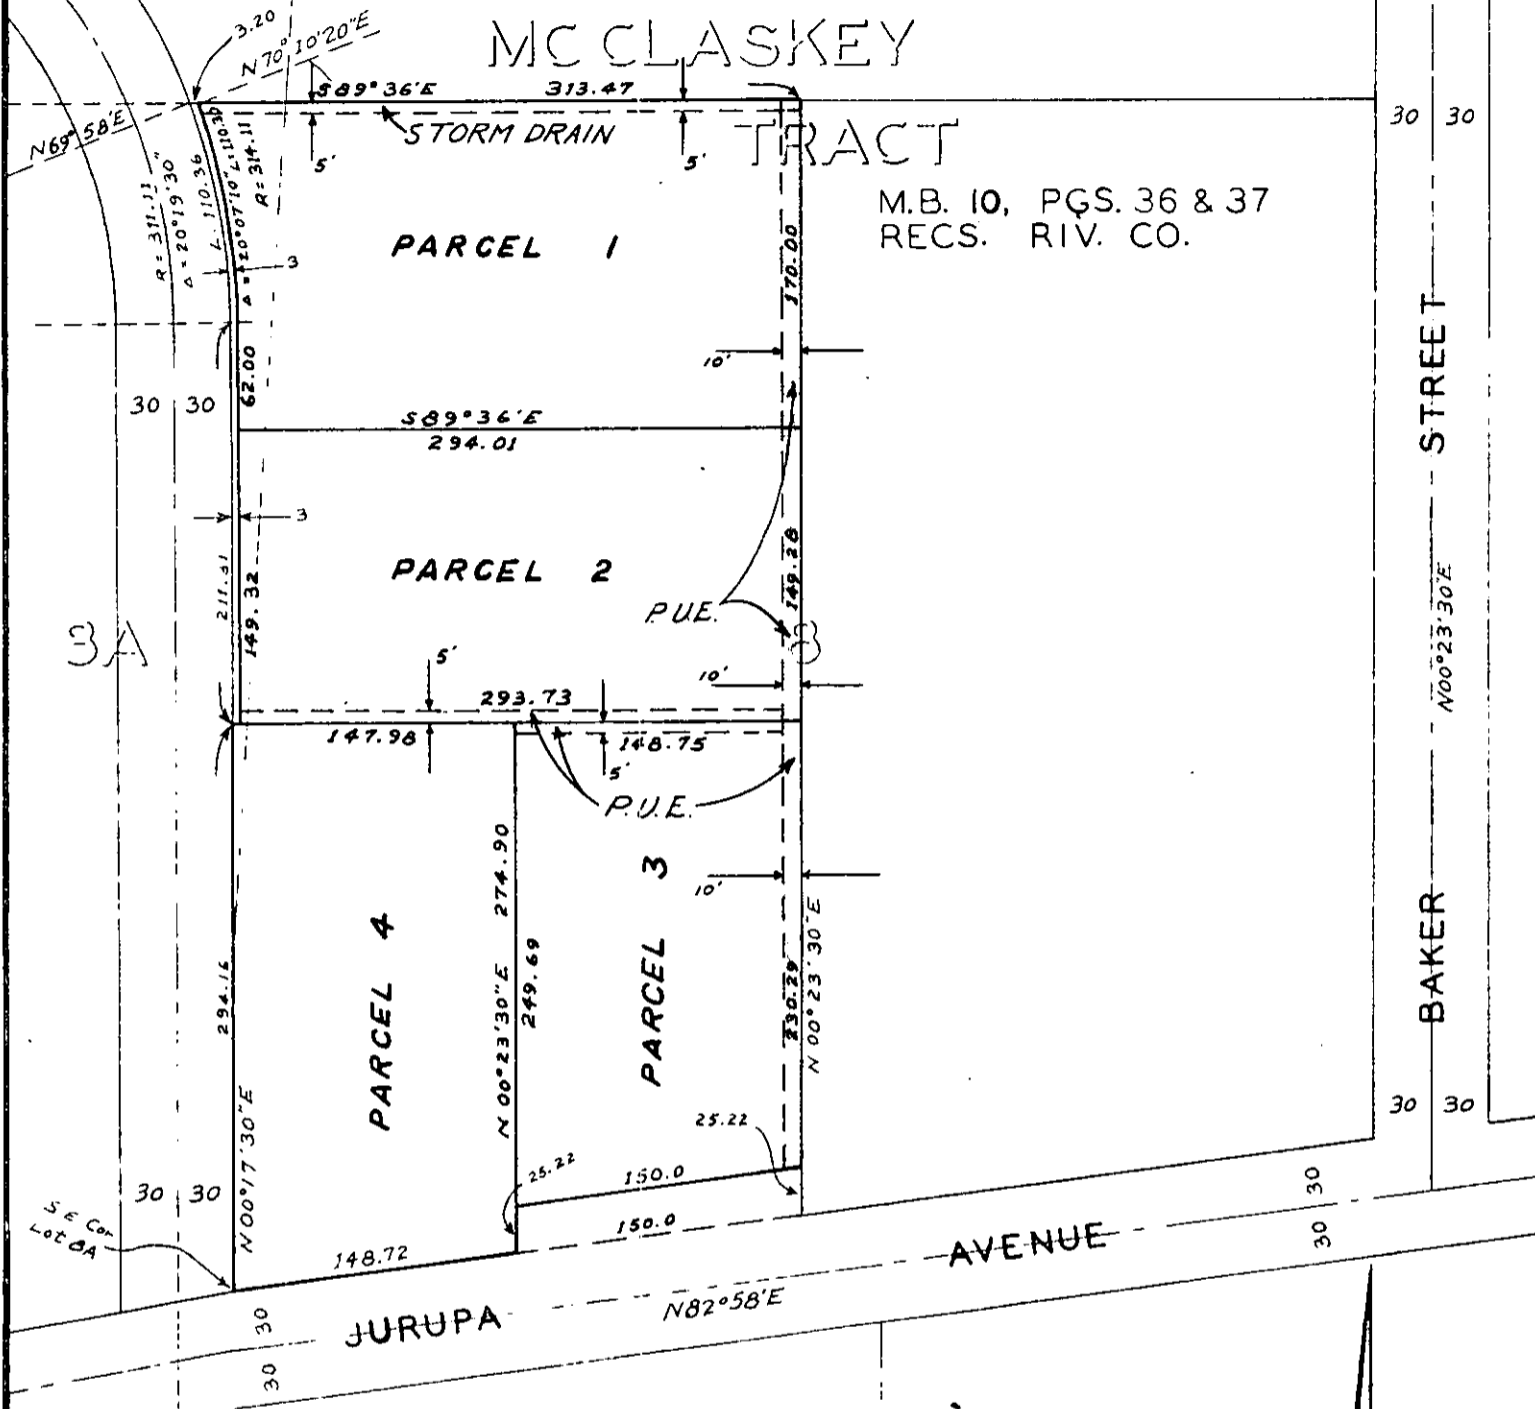 3.20
N70°10'20"E
MC CLASKEY
S89°36'E 313.47
STORM DRAIN
TRACT
5'
5'
N69°58'E
30 30
M.B. 10, PGS. 36 & 37
RECS. RIV. CO.
R=311.11
Δ=20°19'30"
L. 110.36
Δ=20°07'10" L=110.30
R=314.11
PARCEL 1
3
170.00
10'
62.00
30 30
S89°36'E
294.01
STREET
3
PARCEL 2
149.28
211.31
149.32
P.U.E.
8
8A
N00°23'30"E
5'
10'
293.73
147.98
148.75
5'
P.U.E.
PARCEL 4
N00°23'30"E 274.90
249.69
PARCEL 3
10'
230.29
N00°23'30"E
BAKER
294.16
N00°17'30"E
25.22
30 30
25.22
150.0
30 30
S.E Cor
Lot 8A
150.0
148.72
AVENUE
30
30
JURUPA
N82°58'E
30
30